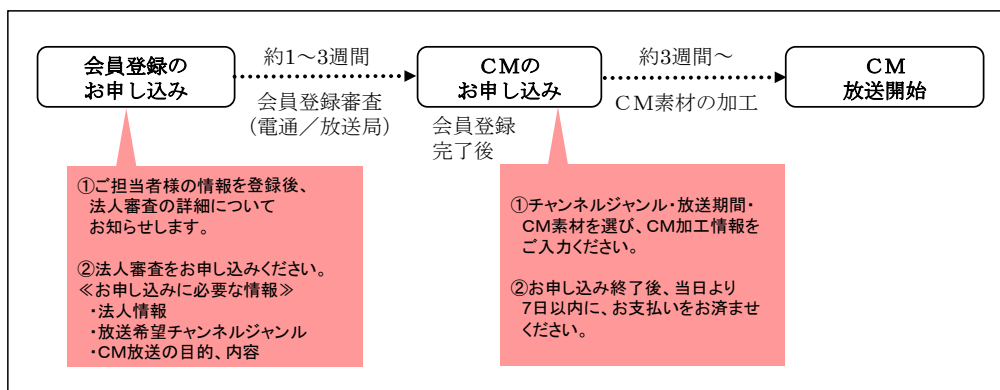 会員登録の
お申し込み
約1～3週間
会員登録審査
（電通／放送局）
ＣＭの
お申し込み
会員登録
完了後
約3週間～
ＣＭ素材の加工
ＣＭ
放送開始
①ご担当者様の情報を登録後、
法人審査の詳細について
お知らせします。
②法人審査をお申し込みください。
≪お申し込みに必要な情報≫
・法人情報
・放送希望チャンネルジャンル
・CM放送の目的、内容
①チャンネルジャンル・放送期間・
CM素材を選び、CM加工情報を
ご入力ください。
②お申し込み終了後、当日より
7日以内に、お支払いをお済ませ
ください。